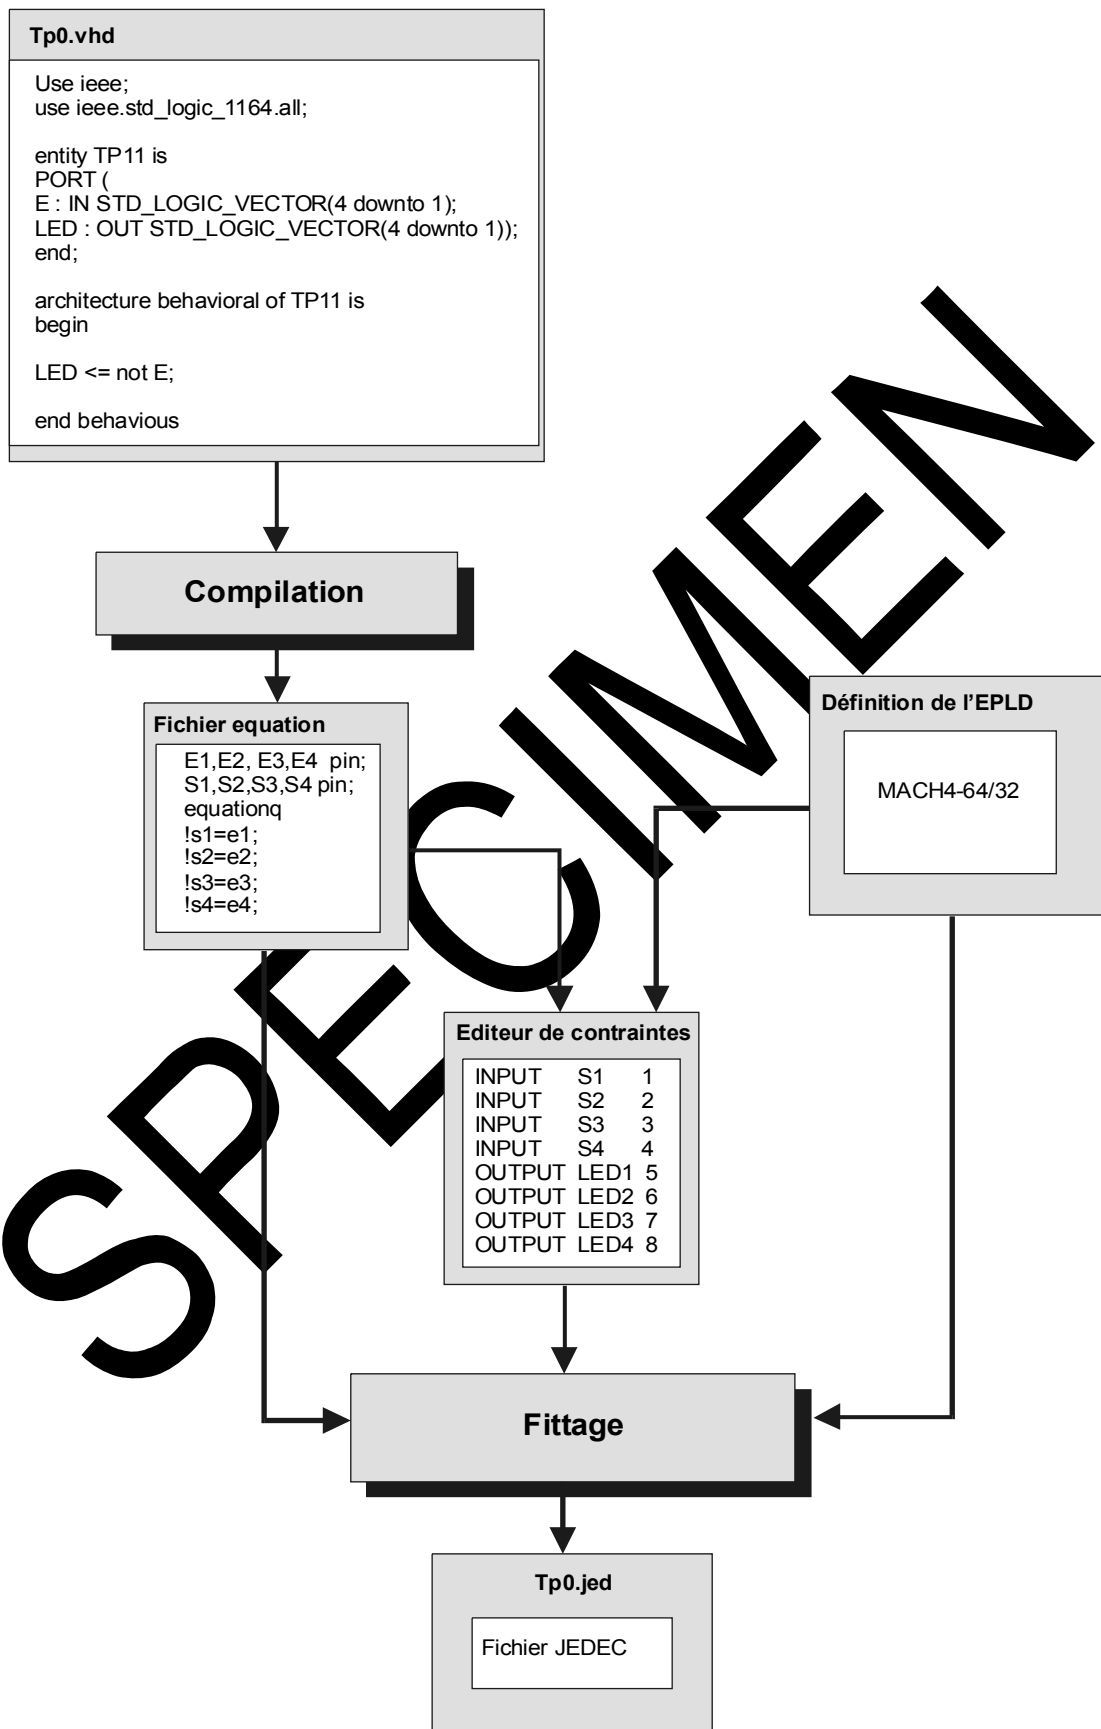 Tp0.vhd
Use ieee;
use ieee.std_logic_1164.all;
entity TP11 is
PORT (
E : IN STD_LOGIC_VECTOR(4 downto 1);
LED : OUT STD_LOGIC_VECTOR(4 downto 1));
end;
architecture behavioral of TP11 is
begin
LED <= not E;
end behavious
Compilation
Fichier equation
E1,E2, E3,E4 pin;
S1,S2,S3,S4 pin;
equationq
!s1=e1;
!s2=e2;
!s3=e3;
!s4=e4;
Définition de l'EPLD
MACH4-64/32
Editeur de contraintes
INPUT S1 1
INPUT S2 2
INPUT S3 3
INPUT S4 4
OUTPUT LED1 5
OUTPUT LED2 6
OUTPUT LED3 7
OUTPUT LED4 8
Fittage
Tp0.jed
Fichier JEDEC
SPECIMEN